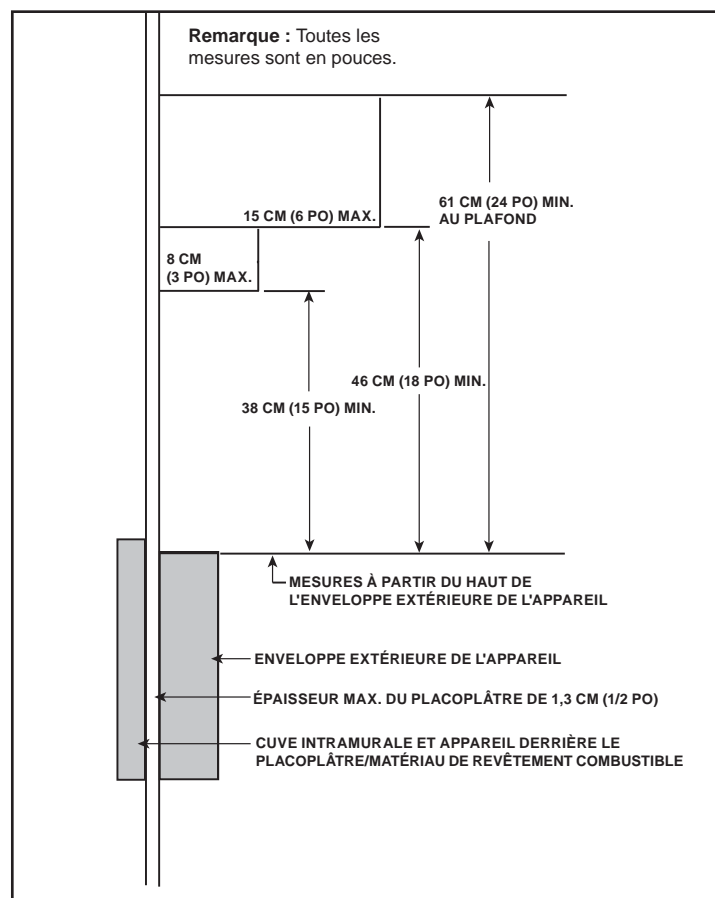 Remarque : Toutes les
mesures sont en pouces.
61 CM (24 PO) MIN.
AU PLAFOND
15 CM (6 PO) MAX.
8 CM
(3 PO) MAX.
46 CM (18 PO) MIN.
38 CM (15 PO) MIN.
MESURES À PARTIR DU HAUT DE
L'ENVELOPPE EXTÉRIEURE DE L'APPAREIL
ENVELOPPE EXTÉRIEURE DE L'APPAREIL
ÉPAISSEUR MAX. DU PLACOPLÂTRE DE 1,3 CM (1/2 PO)
CUVE INTRAMURALE ET APPAREIL DERRIÈRE LE
PLACOPLÂTRE/MATÉRIAU DE REVÊTEMENT COMBUSTIBLE